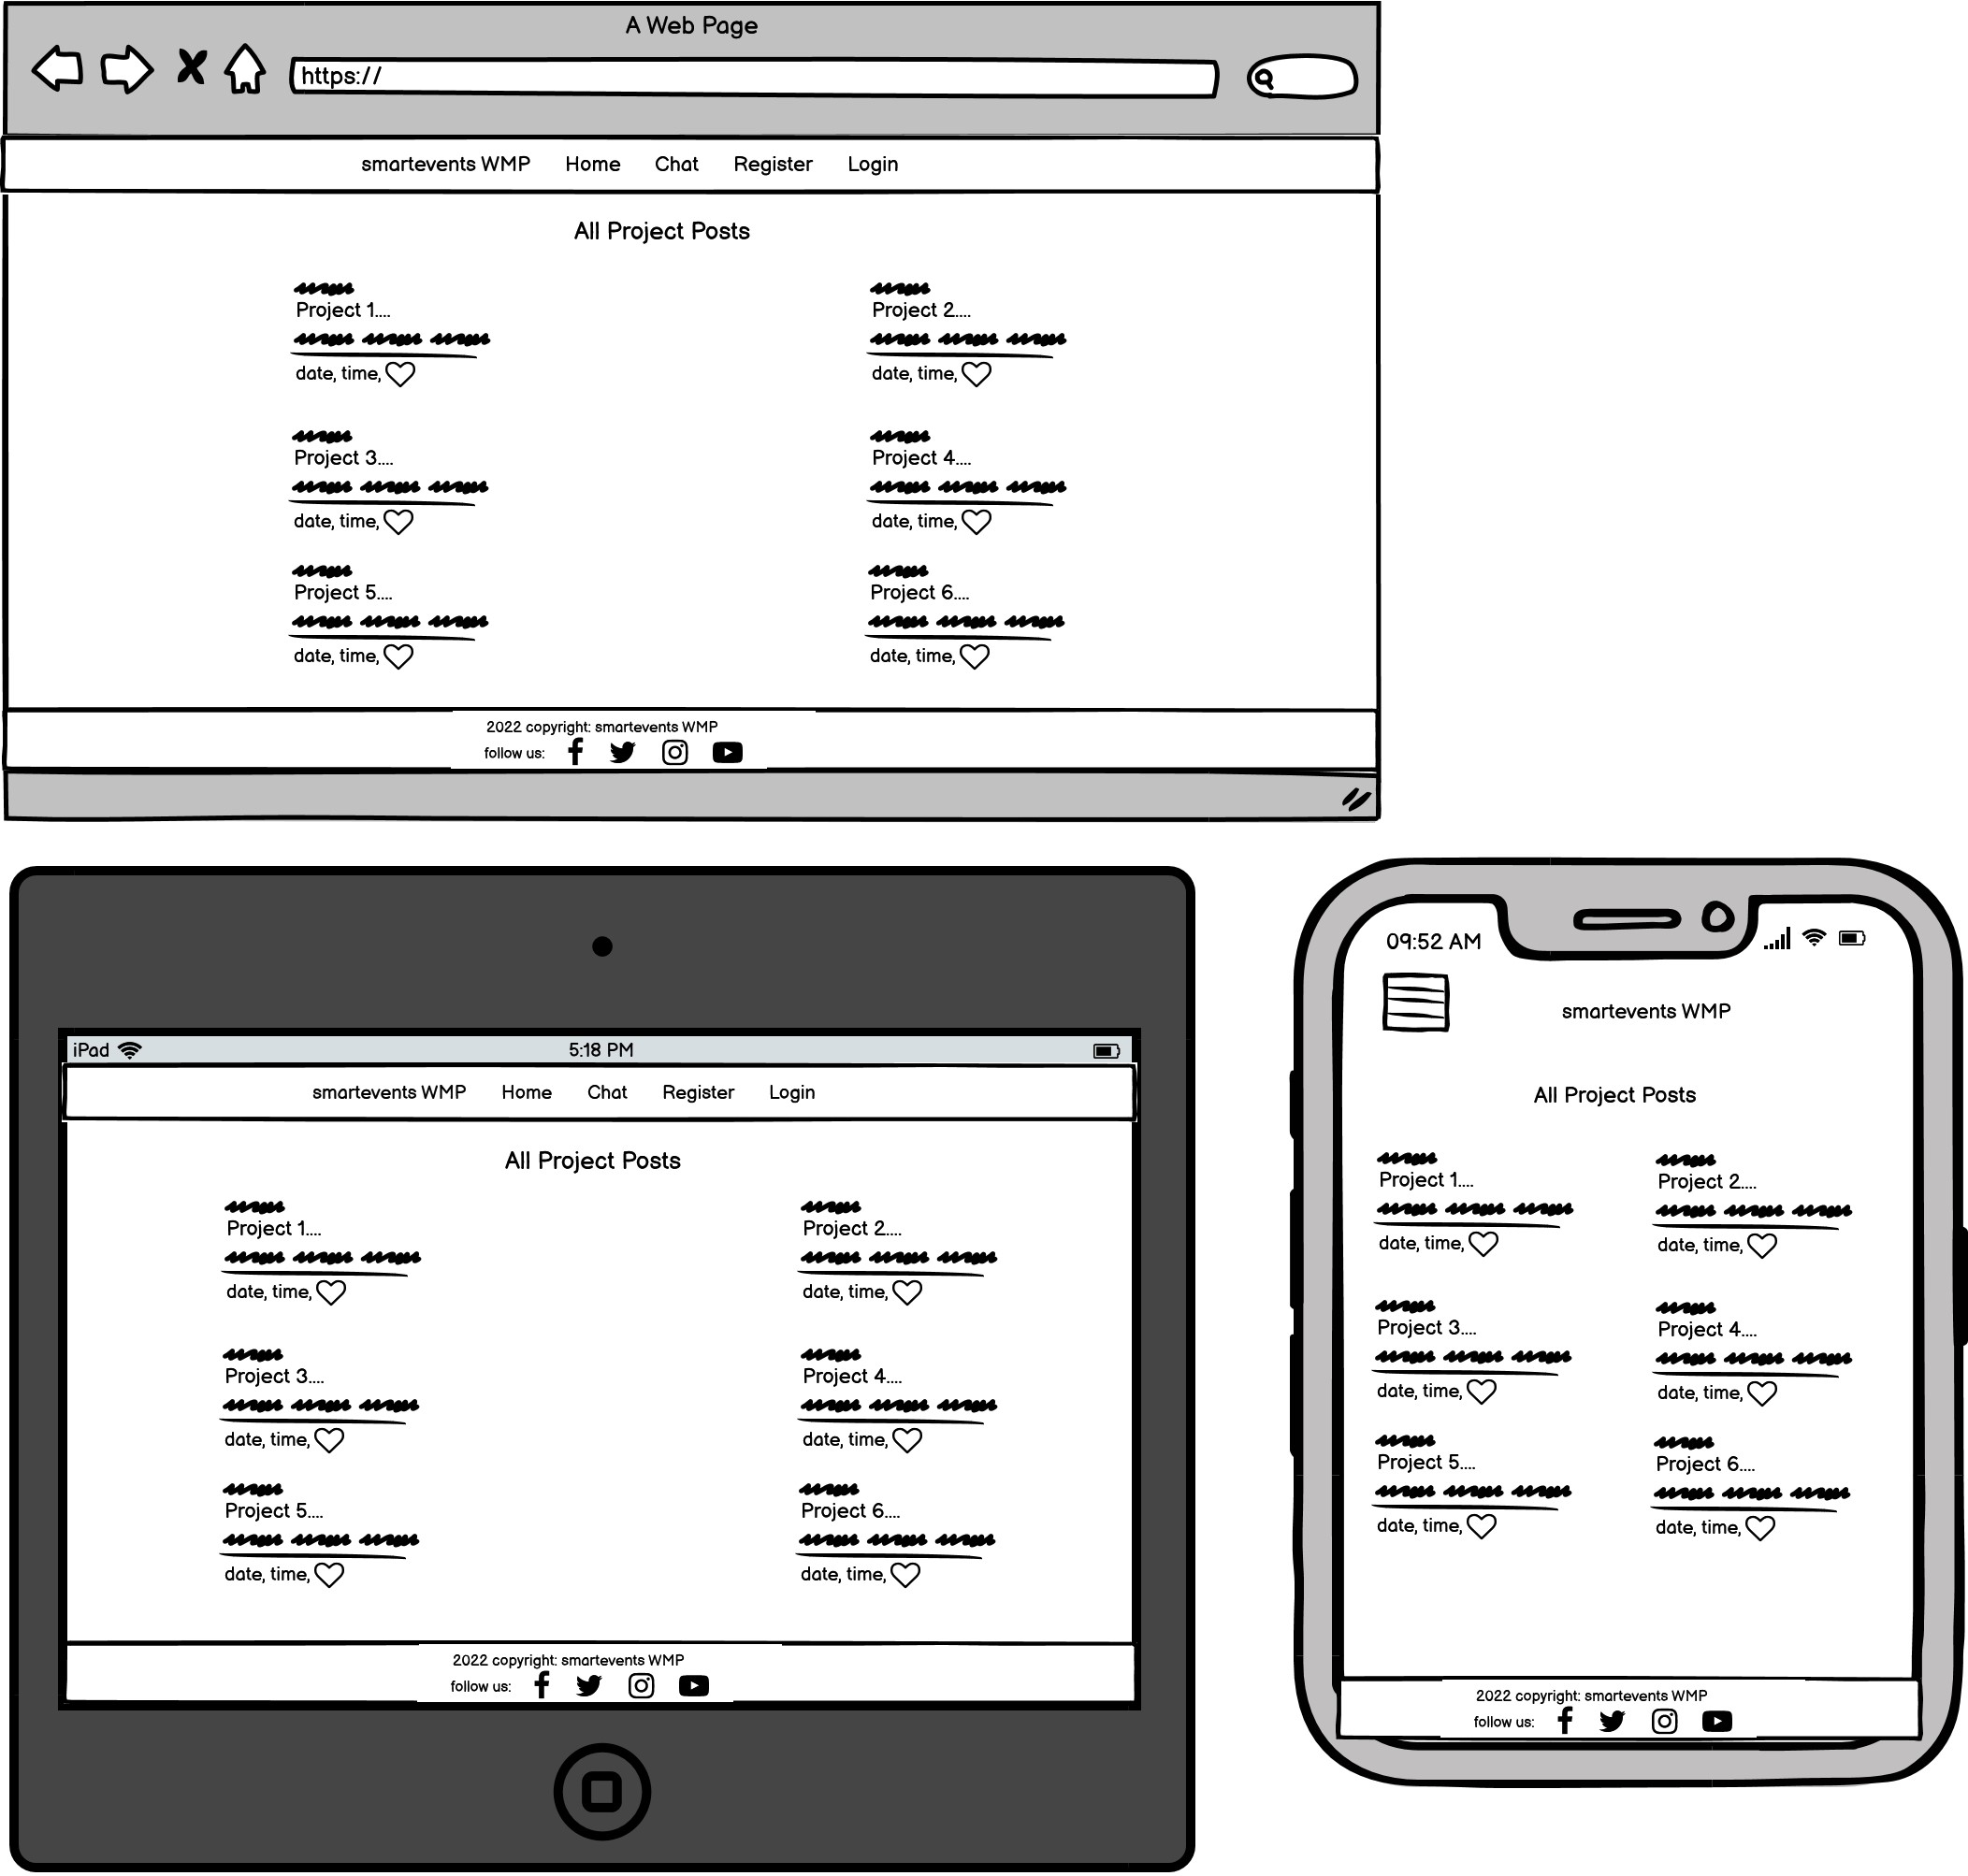 A Web Page
https://
smartevents WMP Home Chat Register Login
All Project Posts
Project 1....
date, time,
Project 2....
date, time,
Project 3....
date, time,
Project 4....
date, time,
Project 5....
date, time,
Project 6....
date, time,
2022 copyright: smartevents WMP
follow us:
iPad 5:18 PM
smartevents WMP Home Chat Register Login
All Project Posts
Project 1....
date, time,
Project 2....
date, time,
Project 3....
date, time,
Project 4....
date, time,
Project 5....
date, time,
Project 6....
date, time,
2022 copyright: smartevents WMP
follow us:
09:52 AM
smartevents WMP
All Project Posts
Project 1....
date, time,
Project 2....
date, time,
Project 3....
date, time,
Project 4....
date, time,
Project 5....
date, time,
Project 6....
date, time,
2022 copyright: smartevents WMP
follow us: